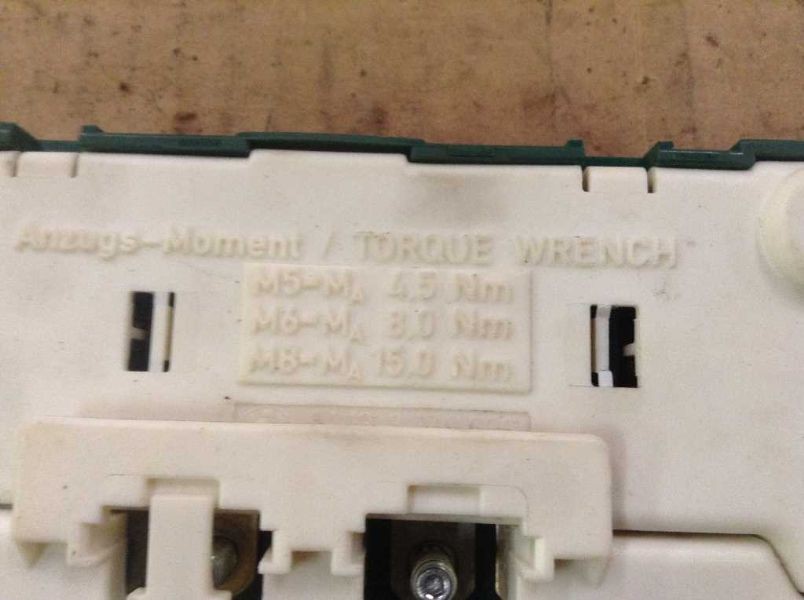 Anzugs-Moment / TORQUE WRENCH
M5-MA 4,5 Nm
M6-MA 8,0 Nm
M8-MA 15,0 Nm